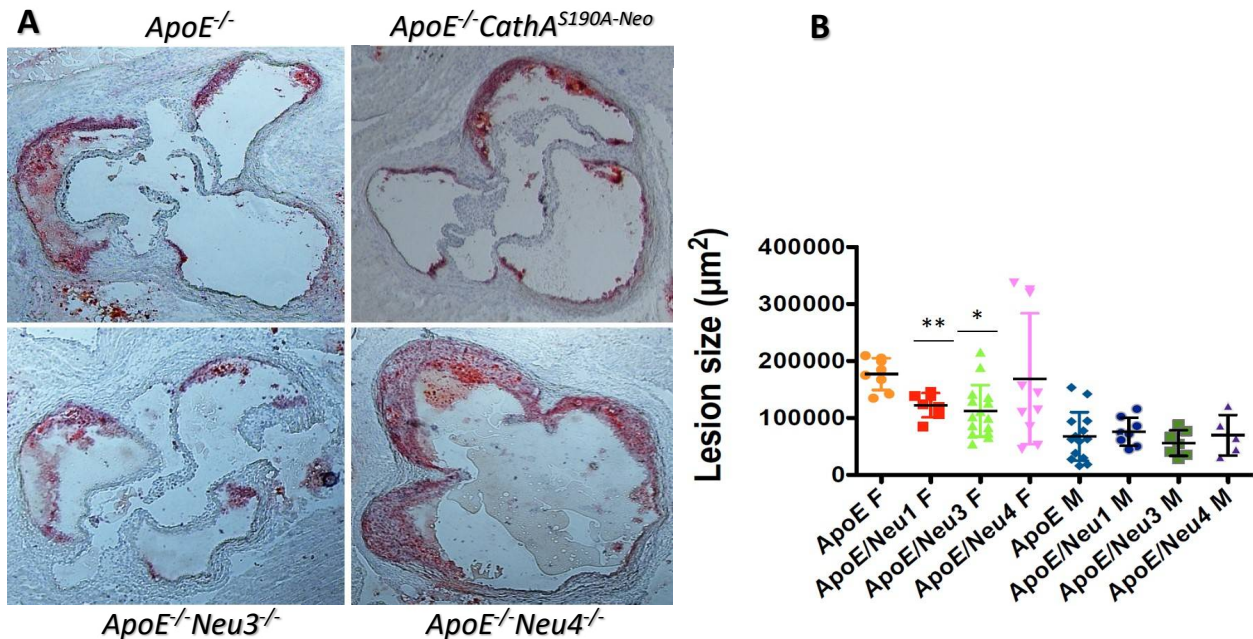 A
ApoE-/-
ApoE-/-CathAS190A-Neo
ApoE-/-Neu3-/-
ApoE-/-Neu4-/-
B
Lesion size (µm2)
400000
300000
200000
100000
0
**
*
ApoE F
ApoE/Neu1 F
ApoE/Neu3 F
ApoE/Neu4 F
ApoE M
ApoE/Neu1 M
ApoE/Neu3 M
ApoE/Neu4 M